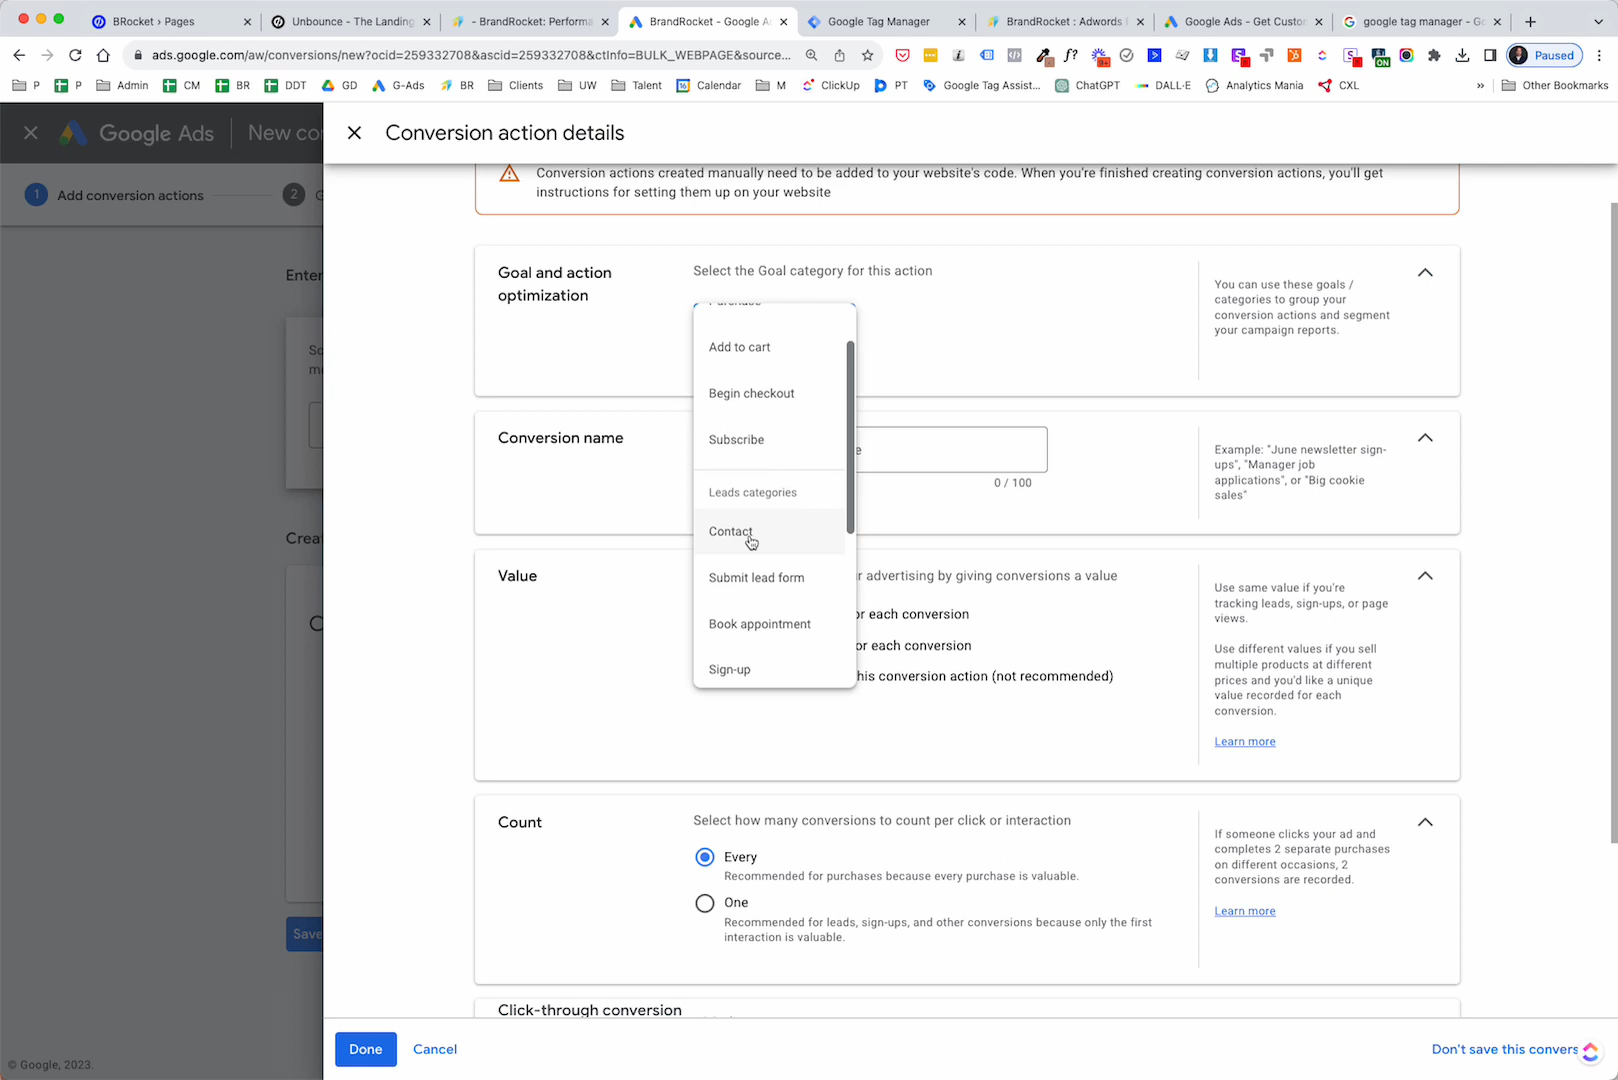 BRocket › Pages
Unbounce - The Landing
- BrandRocket: Performa
BrandRocket - Google A
Google Tag Manager
BrandRocket : Adwords
Google Ads - Get Custo
google tag manager - G
ads.google.com/aw/conversions/new?ocid=259332708&ascid=259332708&ctInfo=BULK_WEBPAGE&source...
Paused
P
P
Admin
CM
BR
DDT
GD
G-Ads
BR
Clients
UW
Talent
Calendar
M
ClickUp
PT
Google Tag Assist...
ChatGPT
DALL·E
Analytics Mania
CXL
»
Other Bookmarks
Google Ads
New co
Conversion action details
1
Add conversion actions
2
Conversion actions created manually need to be added to your website's code. When you're finished creating conversion actions, you'll get
instructions for setting them up on your website
Enter
Goal and action
optimization
Select the Goal category for this action
You can use these goals /
categories to group your
conversion actions and segment
your campaign reports.
Purchase
Add to cart
Begin checkout
Subscribe
Leads categories
Contact
Submit lead form
Book appointment
Sign-up
Conversion name
e
0 / 100
Example: "June newsletter sign-
ups", "Manager job
applications", or "Big cookie
sales"
Crea
Value
r advertising by giving conversions a value
or each conversion
or each conversion
his conversion action (not recommended)
Use same value if you're
tracking leads, sign-ups, or page
views.
Use different values if you sell
multiple products at different
prices and you'd like a unique
value recorded for each
conversion.
Learn more
Count
Select how many conversions to count per click or interaction
Every
Recommended for purchases because every purchase is valuable.
One
Recommended for leads, sign-ups, and other conversions because only the first
interaction is valuable.
If someone clicks your ad and
completes 2 separate purchases
on different occasions, 2
conversions are recorded.
Learn more
Save
Click-through conversion
Done
Cancel
Don't save this convers
© Google, 2023.